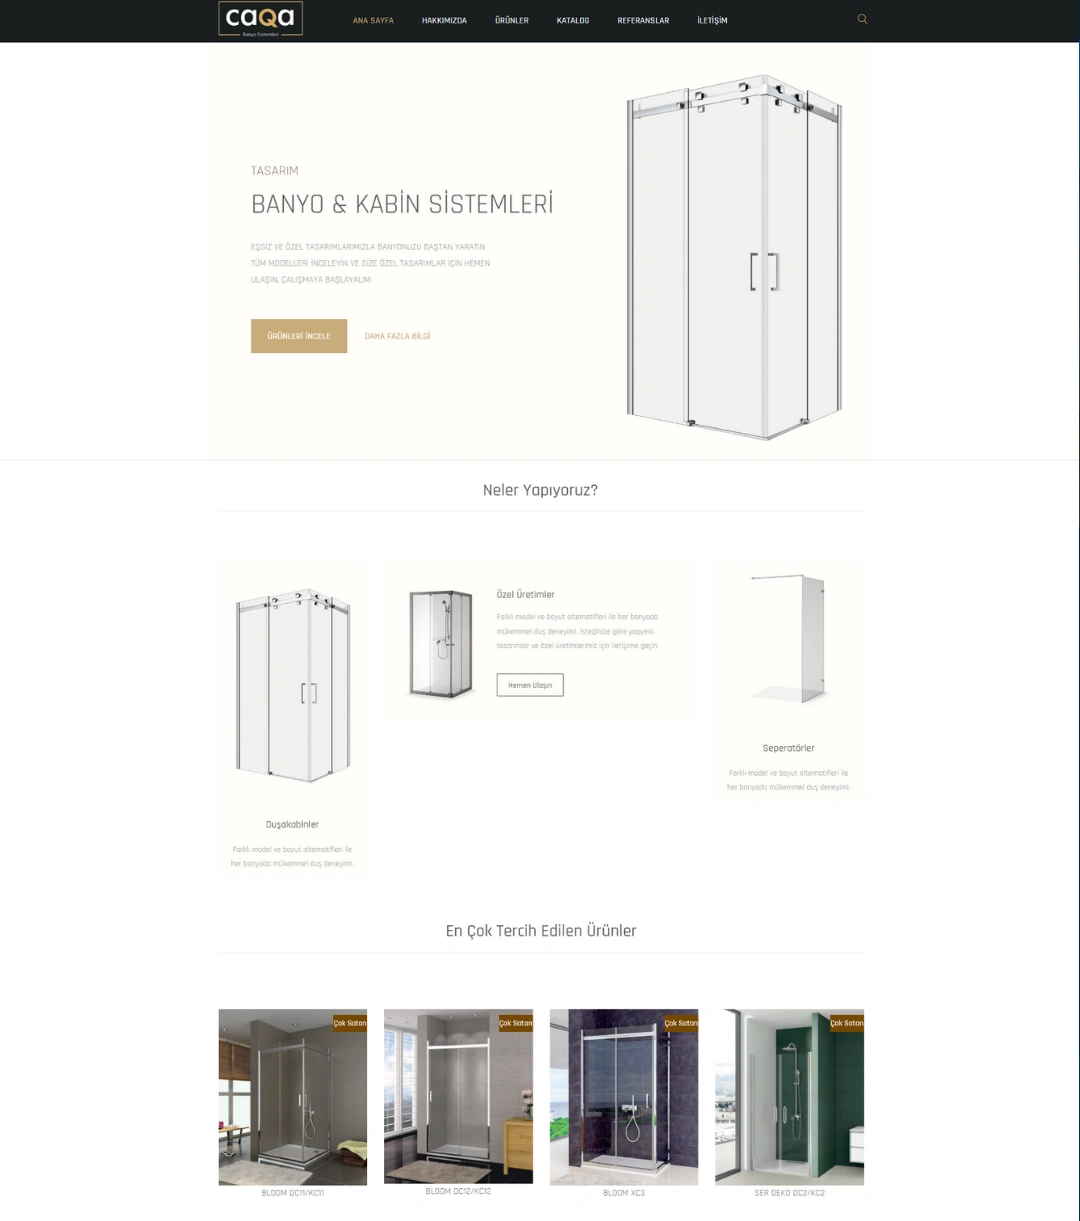 caQa
Banyo Sistemleri
ANA SAYFA
HAKKIMIZDA
ÜRÜNLER
KATALOG
REFERANSLAR
İLETİŞİM
TASARIM
BANYO & KABİN SİSTEMLERİ
EŞSİZ VE ÖZEL TASARIMLARIMIZLA BANYONUZU BAŞTAN YARATIN
TÜM MODELLERİ İNCELEYİN VE SİZE ÖZEL TASARIMLAR İÇİN HEMEN
ULAŞIN, ÇALIŞMAYA BAŞLAYALIM
ÜRÜNLERİ İNCELE
DAHA FAZLA BİLGİ
Neler Yapıyoruz?
Duşakabinler
Farklı model ve boyut alternatifleri ile
her banyoda mükemmel duş deneyimi.
Özel Üretimler
Farklı model ve boyut alternatifleri ile her banyoda
mükemmel duş deneyimi. İsteğinize göre yepyeni
tasarımlar ve özel üretimlerimiz için iletişime geçin.
Hemen Ulaşın
Seperatörler
Farklı model ve boyut alternatifleri ile
her banyoda mükemmel duş deneyimi.
En Çok Tercih Edilen Ürünler
Çok Satan
Çok Satan
Çok Satan
Çok Satan
BLOOM DC11/KC11
BLOOM DC12/KC12
BLOOM XC3
SER DEKO DC2/KC2